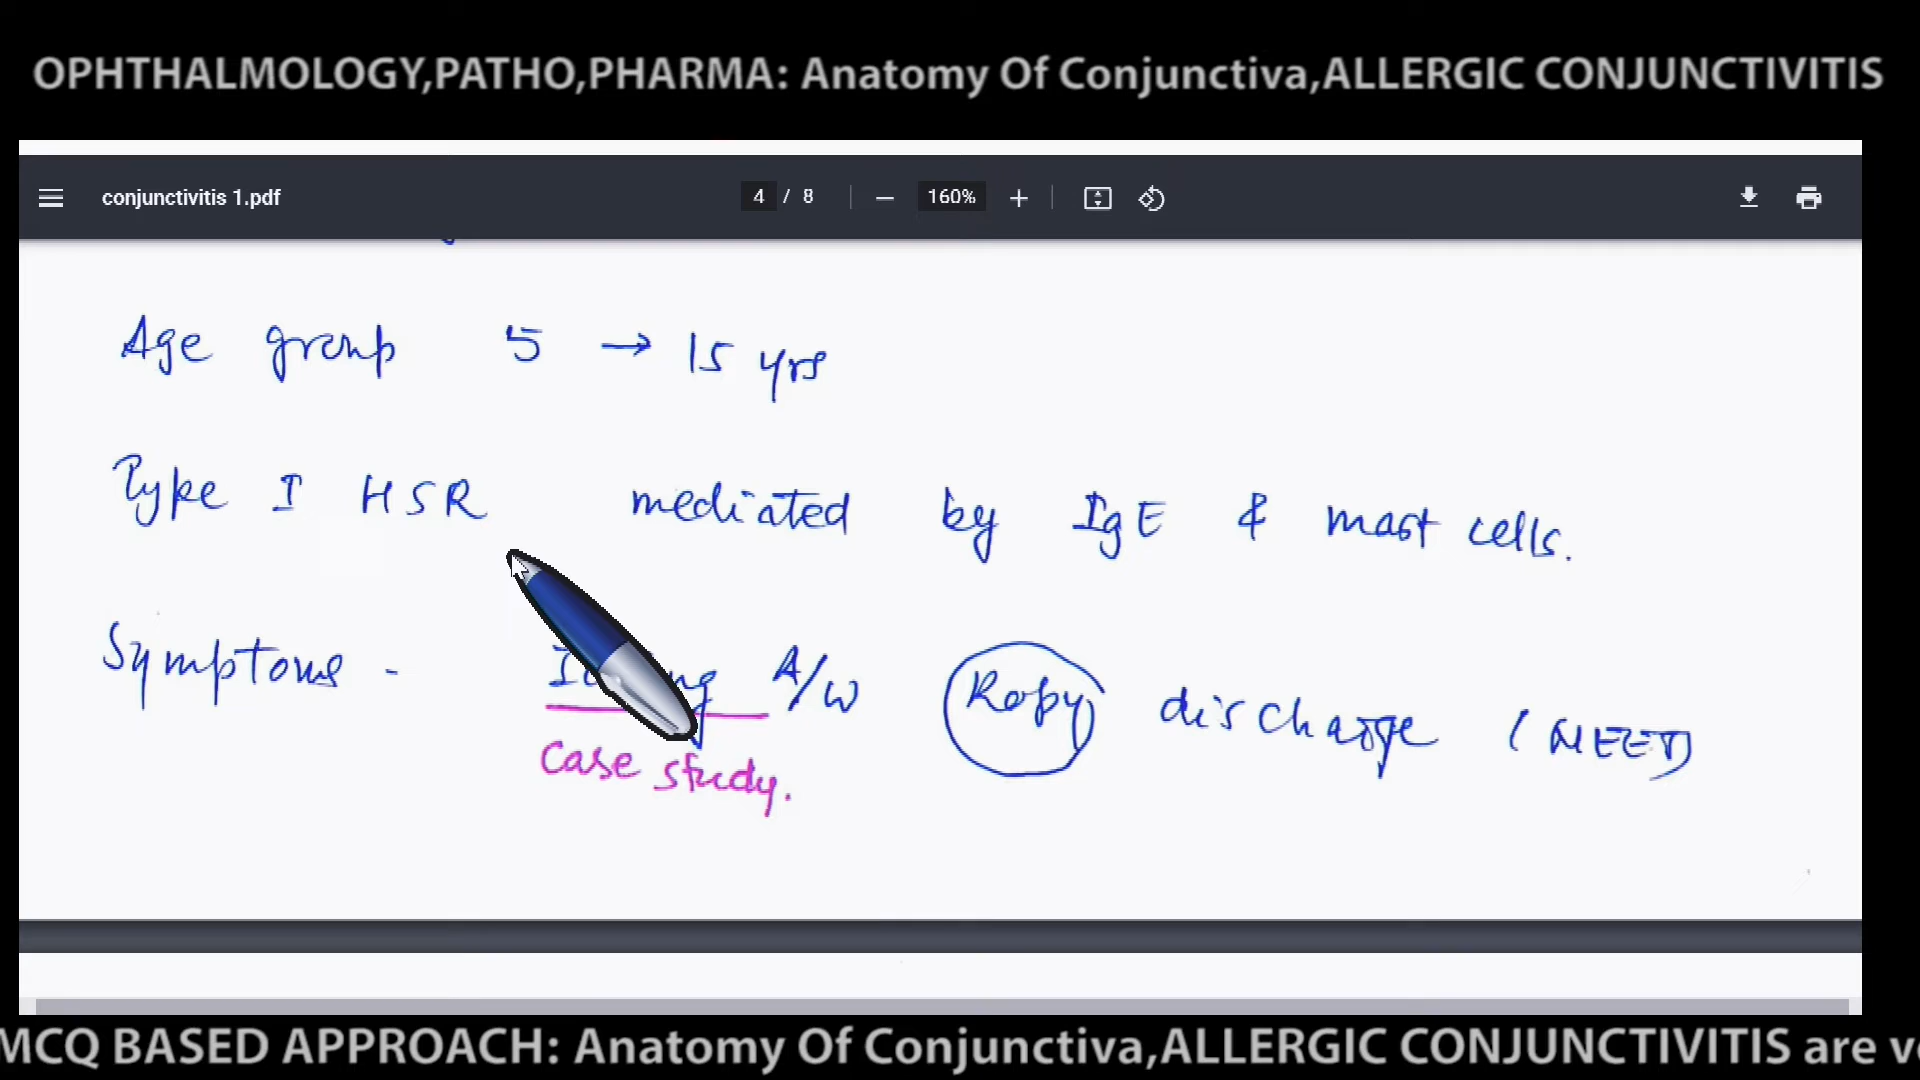 OPHTHALMOLOGY,PATHO,PHARMA: Anatomy Of Conjunctiva,ALLERGIC CONJUNCTIVITIS
conjunctivitis 1.pdf 4 / 8 160%
Age group 5 → 15 yrs
Type I HSR mediated by IgE & mast cells.
Symptoms - A/W Ropy discharge (NEET)
Case study.
MCQ BASED APPROACH: Anatomy Of Conjunctiva,ALLERGIC CONJUNCTIVITIS are